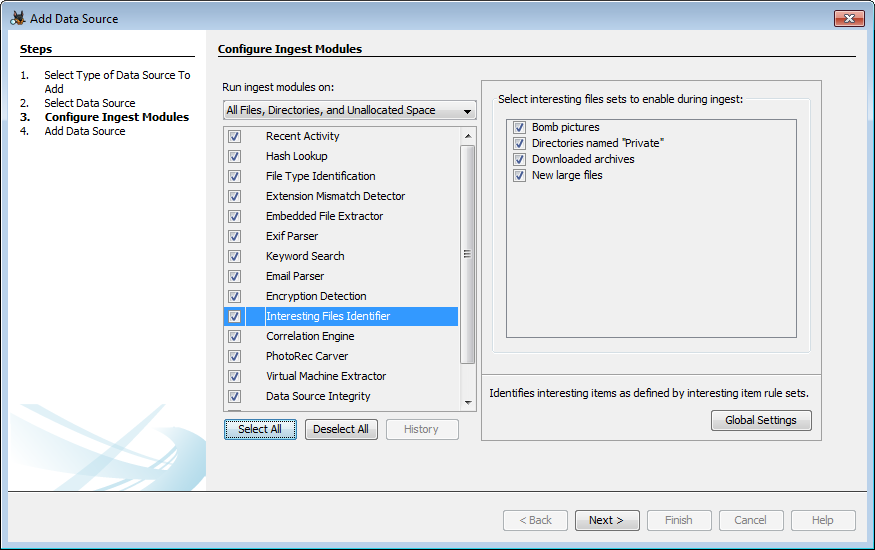 Add Data Source
Steps
1. Select Type of Data Source To
Add
2. Select Data Source
3. Configure Ingest Modules
4. Add Data Source
Configure Ingest Modules
Run ingest modules on:
All Files, Directories, and Unallocated Space
Recent Activity
Hash Lookup
File Type Identification
Extension Mismatch Detector
Embedded File Extractor
Exif Parser
Keyword Search
Email Parser
Encryption Detection
Interesting Files Identifier
Correlation Engine
PhotoRec Carver
Virtual Machine Extractor
Data Source Integrity
Select All
Deselect All
History
Select interesting files sets to enable during ingest:
Bomb pictures
Directories named "Private"
Downloaded archives
New large files
Identifies interesting items as defined by interesting item rule sets.
Global Settings
< Back
Next >
Finish
Cancel
Help